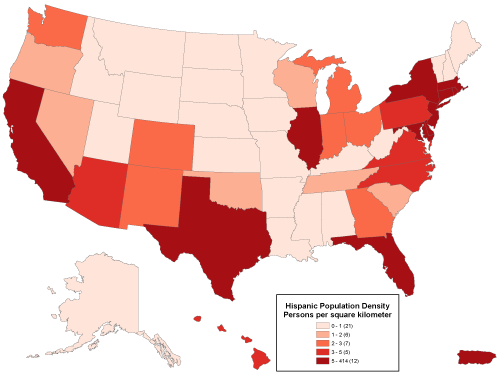 Hispanic Population Density
Persons per square kilometer
0 - 1 (21)
1 - 2 (6)
2 - 3 (7)
3 - 5 (5)
5 - 414 (12)